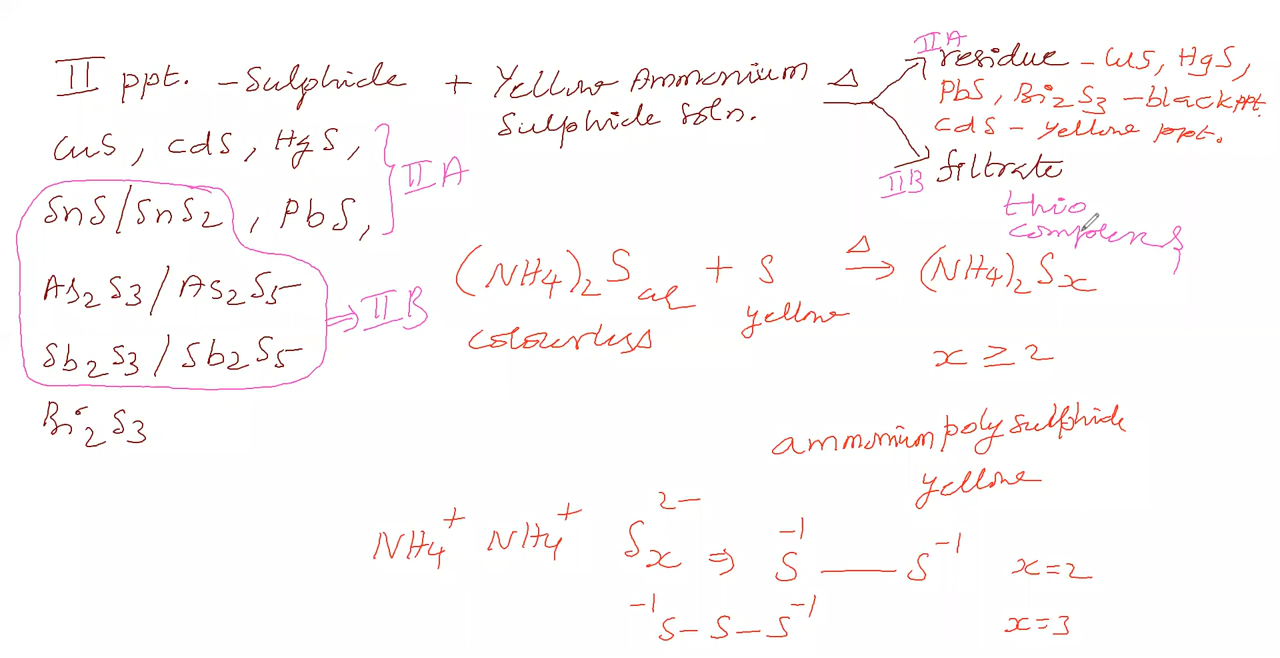 II ppt. - Sulphide + Yellow Ammonium Sulphide Soln. Δ
IIA residue - CuS, HgS,
PbS, Bi2S3 - black ppt.
CdS - yellow ppt.
IIB filtrate
thio
complexes
CuS, CdS, HgS,
SnS/SnS2, PbS,
} IIA
As2S3/As2S5
Sb2S3/Sb2S5
⇒ IIB
Bi2S3
(NH4)2S aq + S Δ → (NH4)2Sx
colourless yellow
x ≥ 2
ammonium poly sulphide
yellow
NH4+ NH4+ Sx2- ⇒ S-1 — S-1 x=2
-1S-S-S-1 x=3